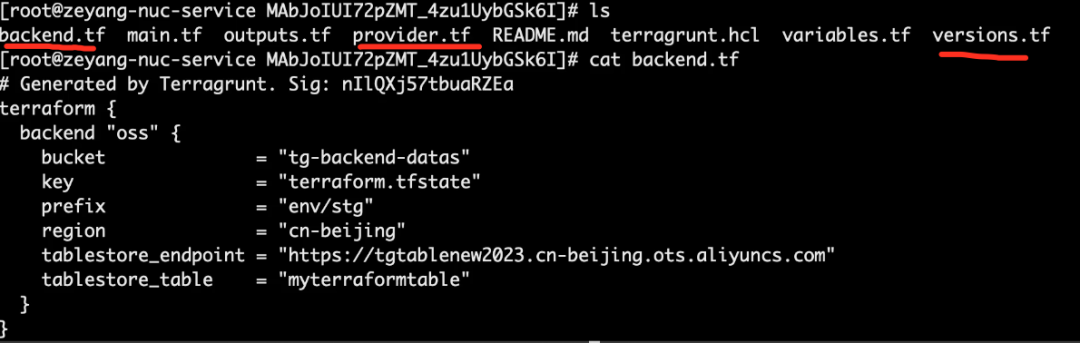 [root@zeyang-nuc-service MAbJoIUI72pZMT_4zu1UybGSk6I]# ls
backend.tf main.tf outputs.tf provider.tf README.md terragrunt.hcl variables.tf versions.tf
[root@zeyang-nuc-service MAbJoIUI72pZMT_4zu1UybGSk6I]# cat backend.tf
# Generated by Terragrunt. Sig: nIlQXj57tbuaRZEa
terraform {
  backend "oss" {
    bucket              = "tg-backend-datas"
    key                 = "terraform.tfstate"
    prefix              = "env/stg"
    region              = "cn-beijing"
    tablestore_endpoint = "https://tgtablenew2023.cn-beijing.ots.aliyuncs.com"
    tablestore_table    = "myterraformtable"
  }
}